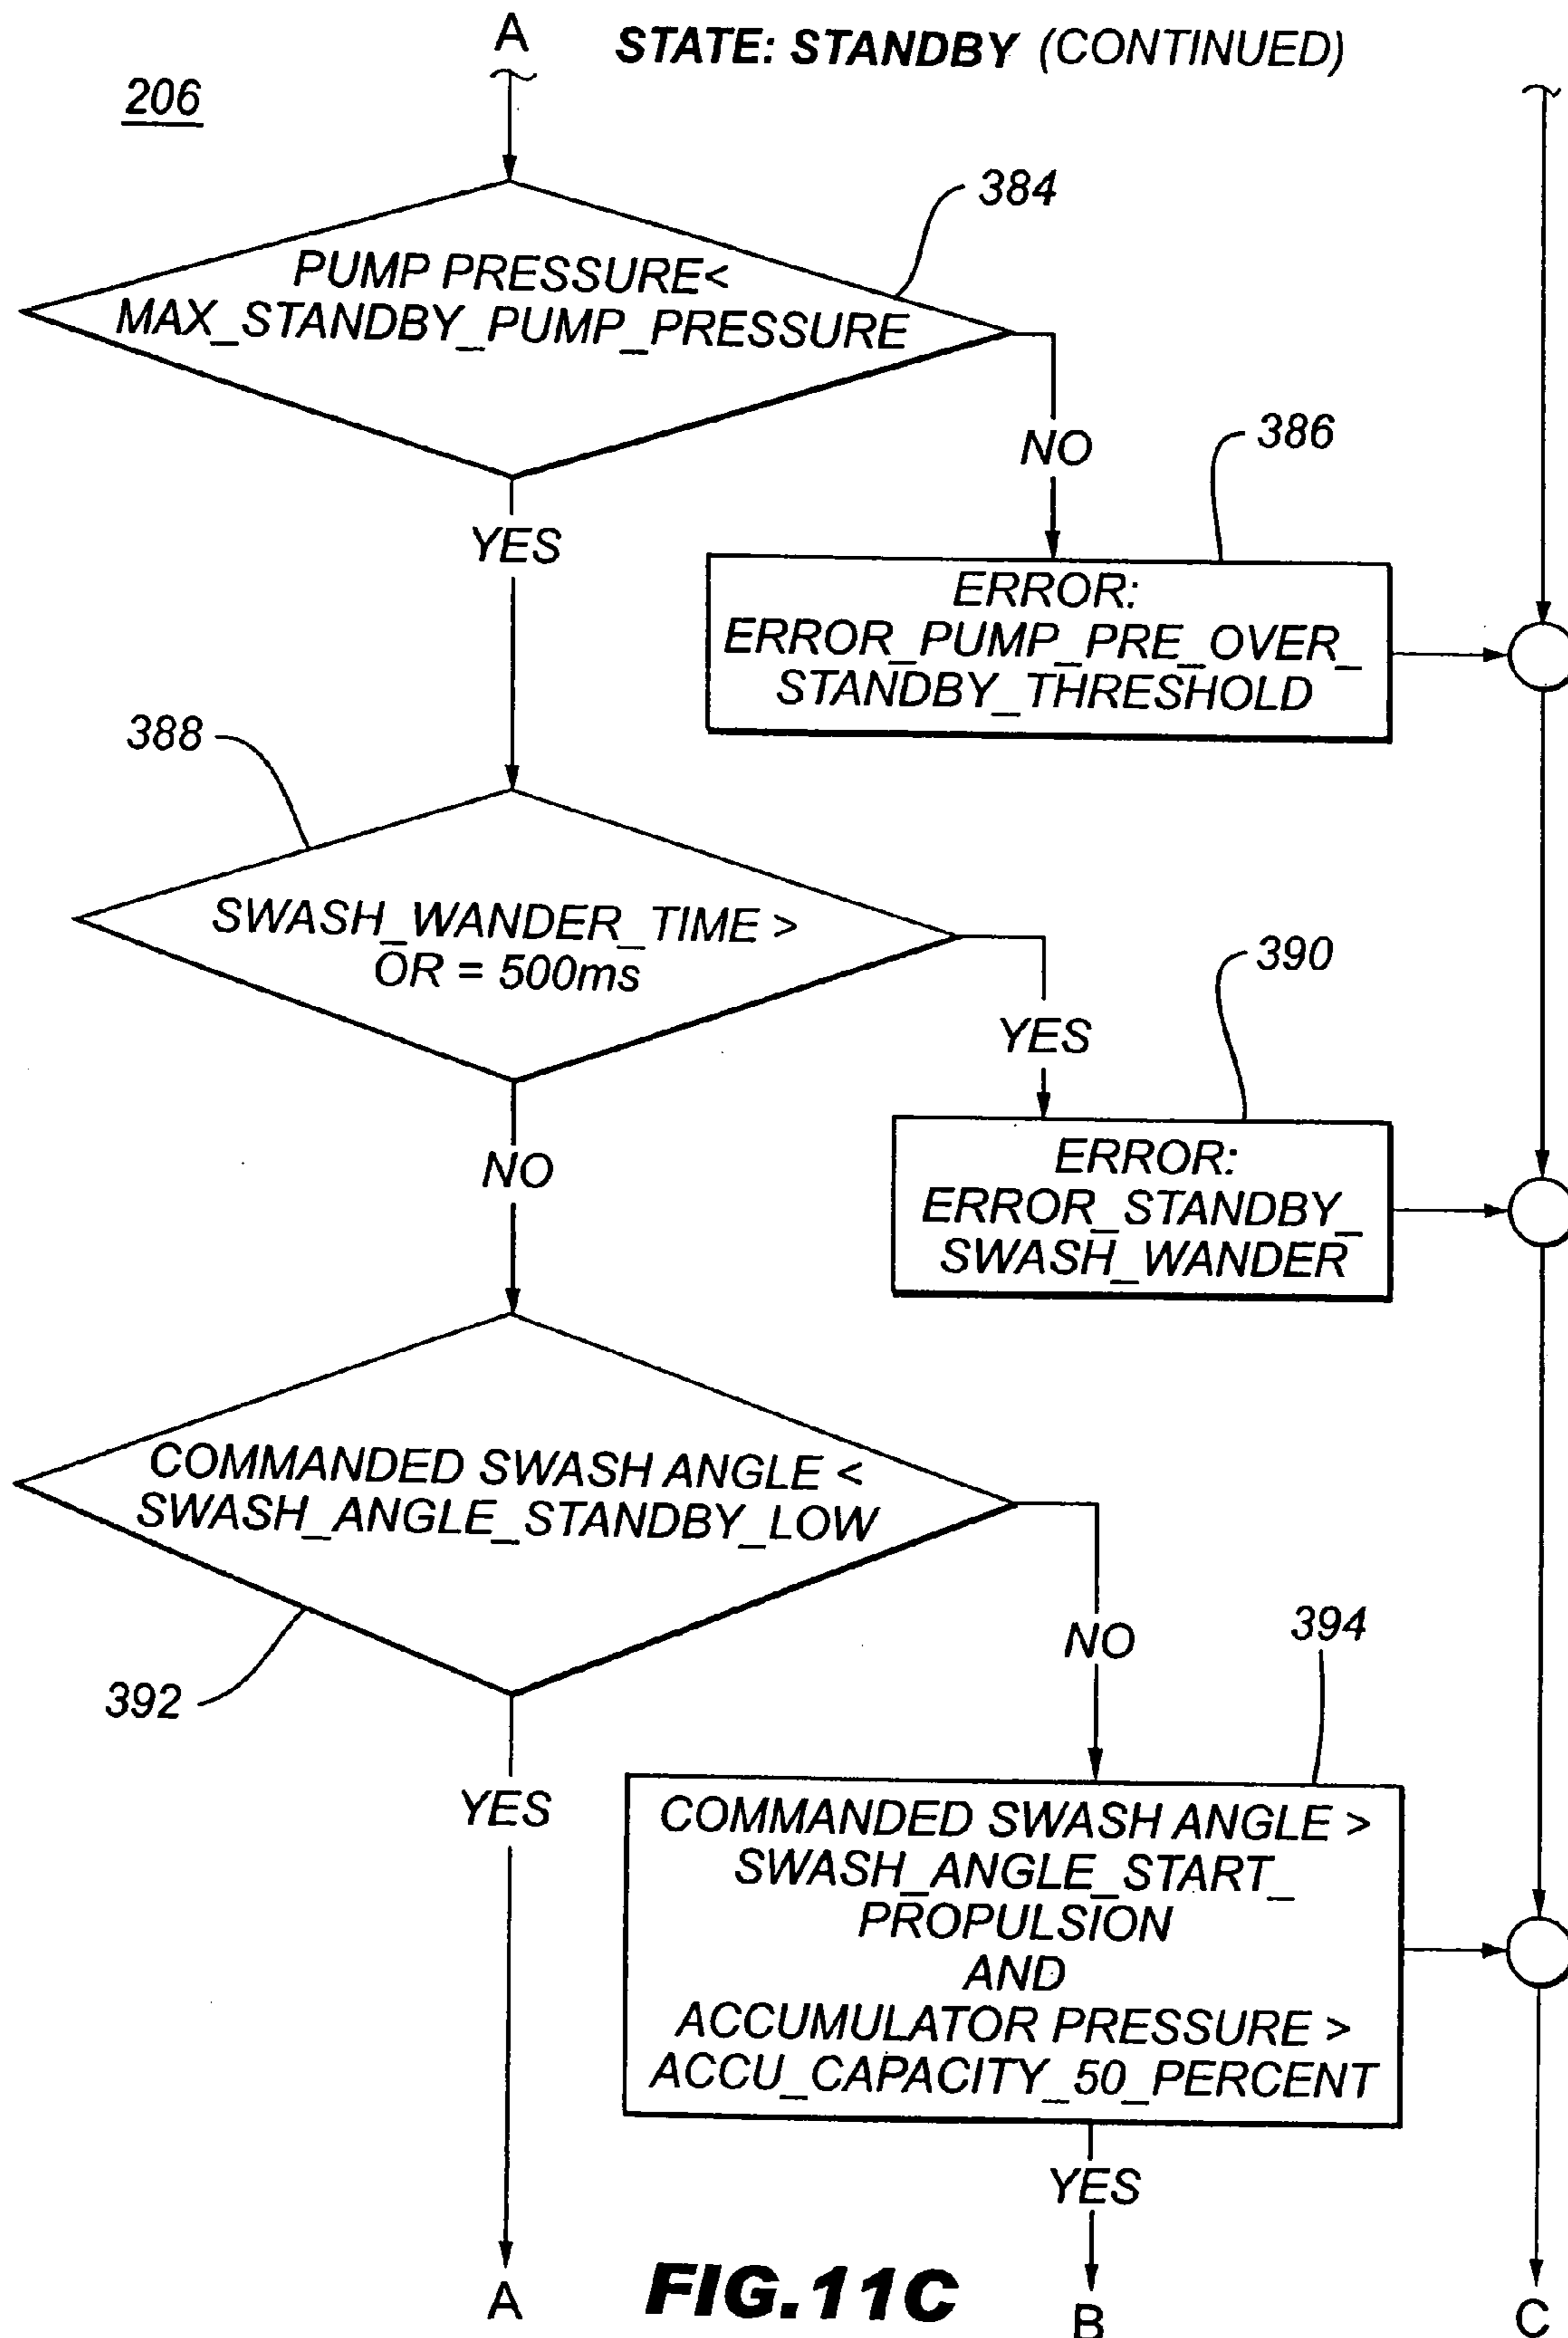 A
STATE: STANDBY (CONTINUED)
206
384
PUMP PRESSURE<
MAX_STANDBY_PUMP_PRESSURE
NO
386
YES
ERROR:
ERROR_PUMP_PRE_OVER_
STANDBY_THRESHOLD
388
SWASH_WANDER_TIME >
OR = 500ms
390
YES
NO
ERROR:
ERROR_STANDBY_
SWASH_WANDER
COMMANDED SWASH ANGLE <
SWASH_ANGLE_STANDBY_LOW
392
NO
394
YES
COMMANDED SWASH ANGLE >
SWASH_ANGLE_START_
PROPULSION
AND
ACCUMULATOR PRESSURE >
ACCU_CAPACITY_50_PERCENT
YES
A
FIG.11C
B
C